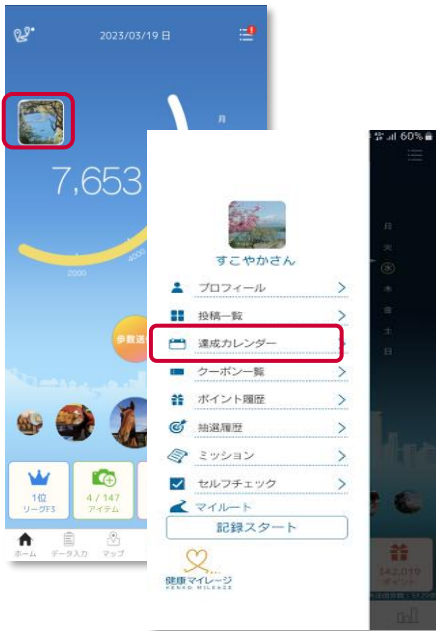 2023/03/19 日
月
7,653
2000
4000
歩数送
1位
リーグF3
4 / 147
アイテム
ホーム
データ入力
マップ
60%
すこやかさん
プロフィール
投稿一覧
達成カレンダー
クーポン一覧
ポイント履歴
抽選履歴
ミッション
セルフチェック
マイルート
記録スタート
健康マイレージ
KENKO MILEAGE
月
火
水
木
金
土
日
ポイント